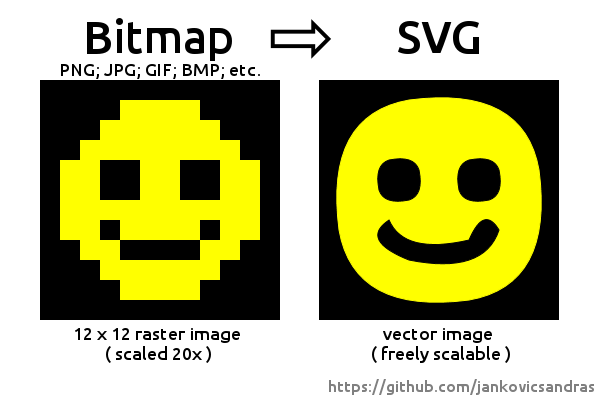 Bitmap ⇨ SVG
PNG; JPG; GIF; BMP; etc.
12 x 12 raster image
( scaled 20x )
vector image
( freely scalable )
https://github.com/jankovicsandras